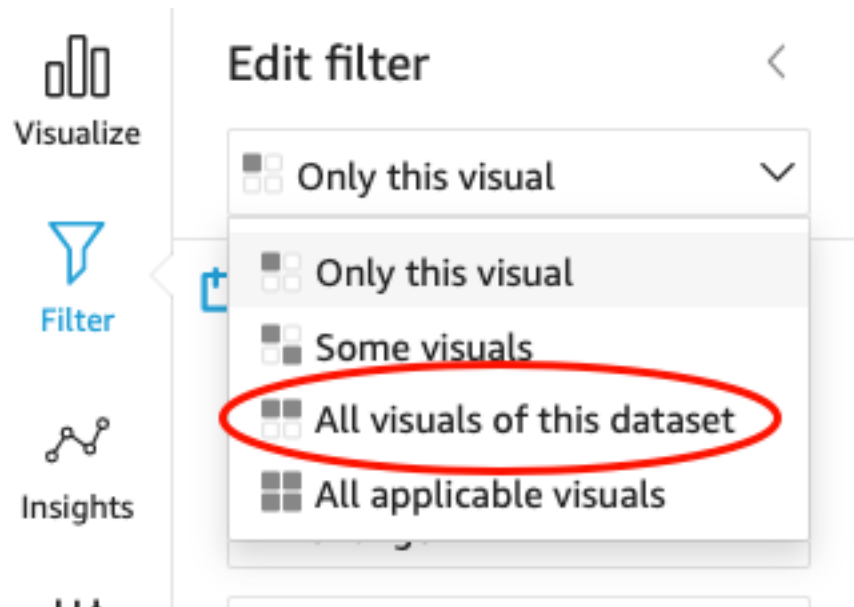 Visualize
Filter
Insights
Edit filter
Only this visual
Only this visual
Some visuals
All visuals of this dataset
All applicable visuals